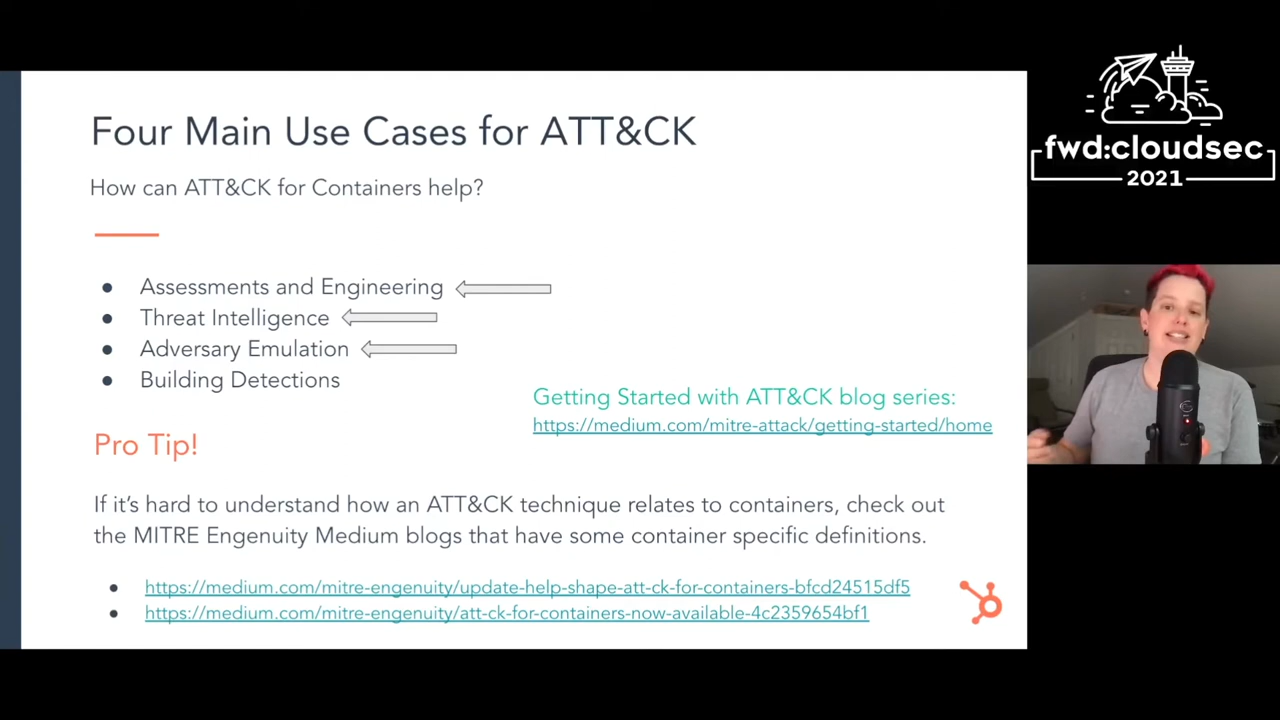 Four Main Use Cases for ATT&CK
How can ATT&CK for Containers help?
● Assessments and Engineering
● Threat Intelligence
● Adversary Emulation
● Building Detections
Getting Started with ATT&CK blog series:
https://medium.com/mitre-attack/getting-started/home
Pro Tip!
If it's hard to understand how an ATT&CK technique relates to containers, check out
the MITRE Engenuity Medium blogs that have some container specific definitions.
● https://medium.com/mitre-engenuity/update-help-shape-att-ck-for-containers-bfcd24515df5
● https://medium.com/mitre-engenuity/att-ck-for-containers-now-available-4c2359654bf1
fwd:cloudsec
2021